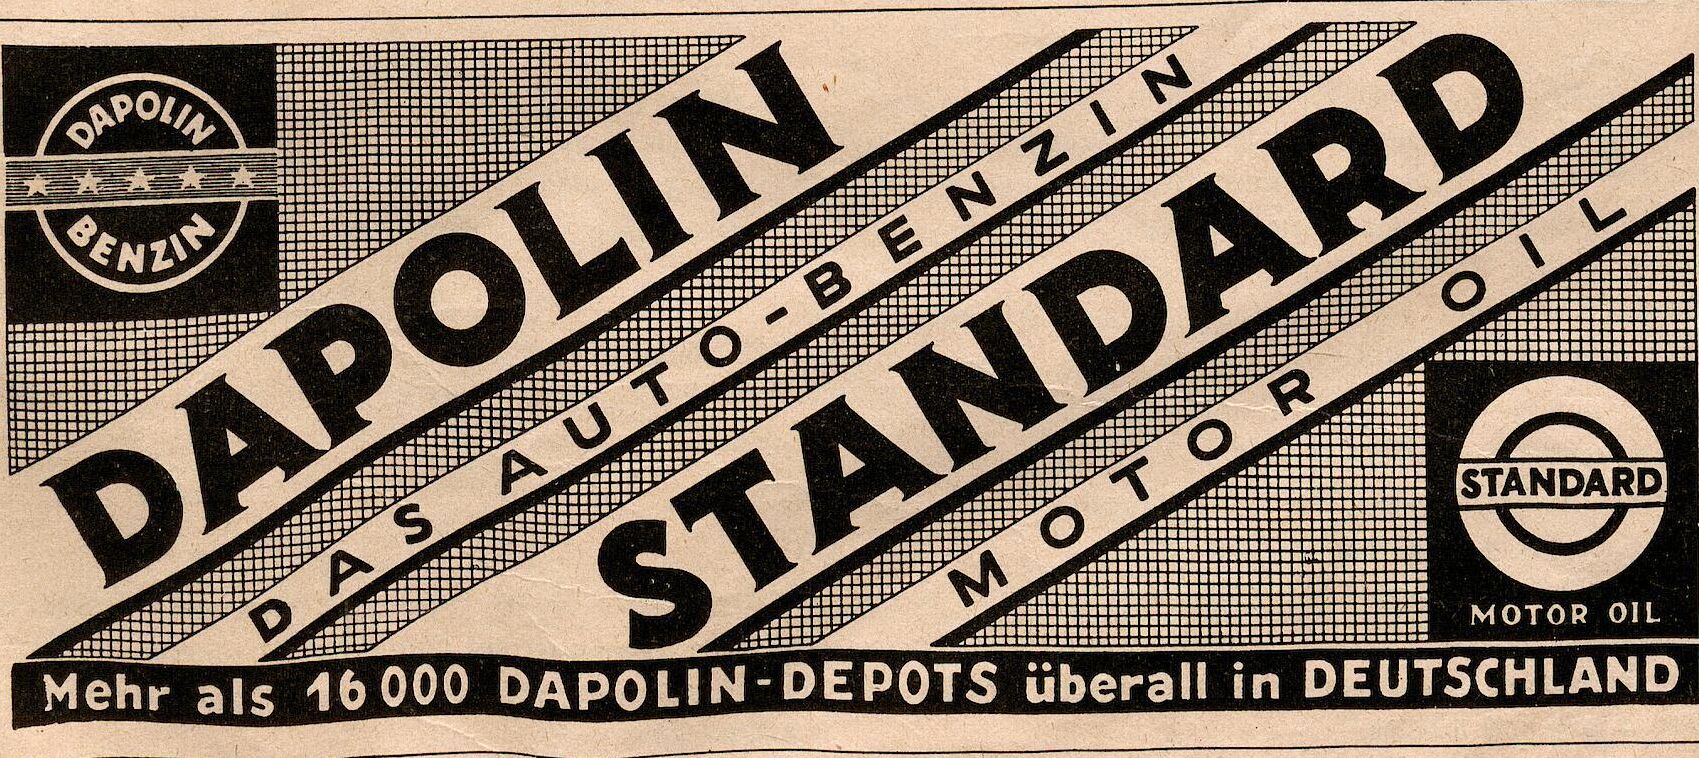 DAPOLIN
BENZIN
DAPOLIN
DAS AUTO-BENZIN
STANDARD
MOTOR OIL
STANDARD
MOTOR OIL
Mehr als 16 000 DAPOLIN-DEPOTS überall in DEUTSCHLAND